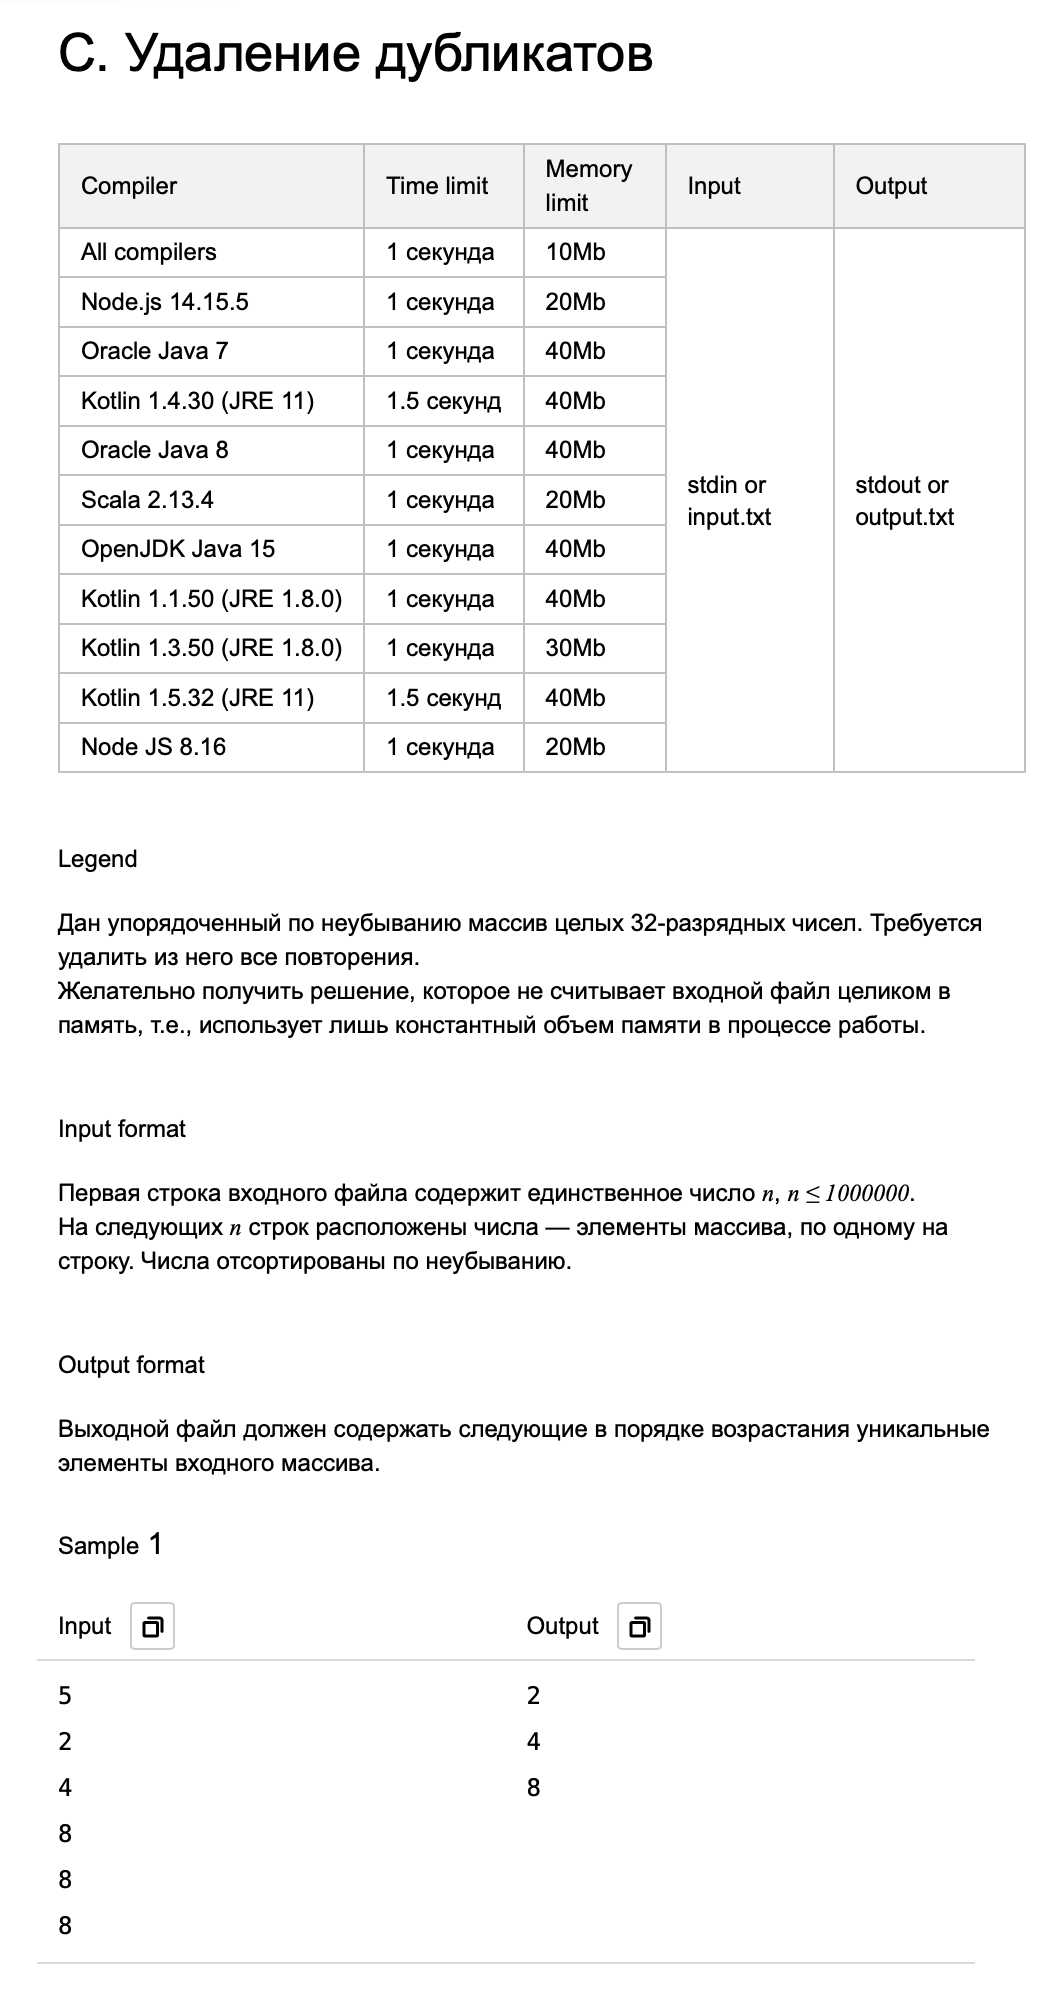 C. Удаление дубликатов
Compiler Time limit Memory limit Input Output
All compilers 1 секунда 10Mb stdin or input.txt stdout or output.txt
Node.js 14.15.5 1 секунда 20Mb
Oracle Java 7 1 секунда 40Mb
Kotlin 1.4.30 (JRE 11) 1.5 секунд 40Mb
Oracle Java 8 1 секунда 40Mb
Scala 2.13.4 1 секунда 20Mb
OpenJDK Java 15 1 секунда 40Mb
Kotlin 1.1.50 (JRE 1.8.0) 1 секунда 40Mb
Kotlin 1.3.50 (JRE 1.8.0) 1 секунда 30Mb
Kotlin 1.5.32 (JRE 11) 1.5 секунд 40Mb
Node JS 8.16 1 секунда 20Mb
Legend
Дан упорядоченный по неубыванию массив целых 32-разрядных чисел. Требуется
удалить из него все повторения.
Желательно получить решение, которое не считывает входной файл целиком в
память, т.е., использует лишь константный объем памяти в процессе работы.
Input format
Первая строка входного файла содержит единственное число n, n ≤ 1000000.
На следующих n строк расположены числа — элементы массива, по одному на
строку. Числа отсортированы по неубыванию.
Output format
Выходной файл должен содержать следующие в порядке возрастания уникальные
элементы входного массива.
Sample 1
Input Output
5 2
2 4
4 8
8
8
8